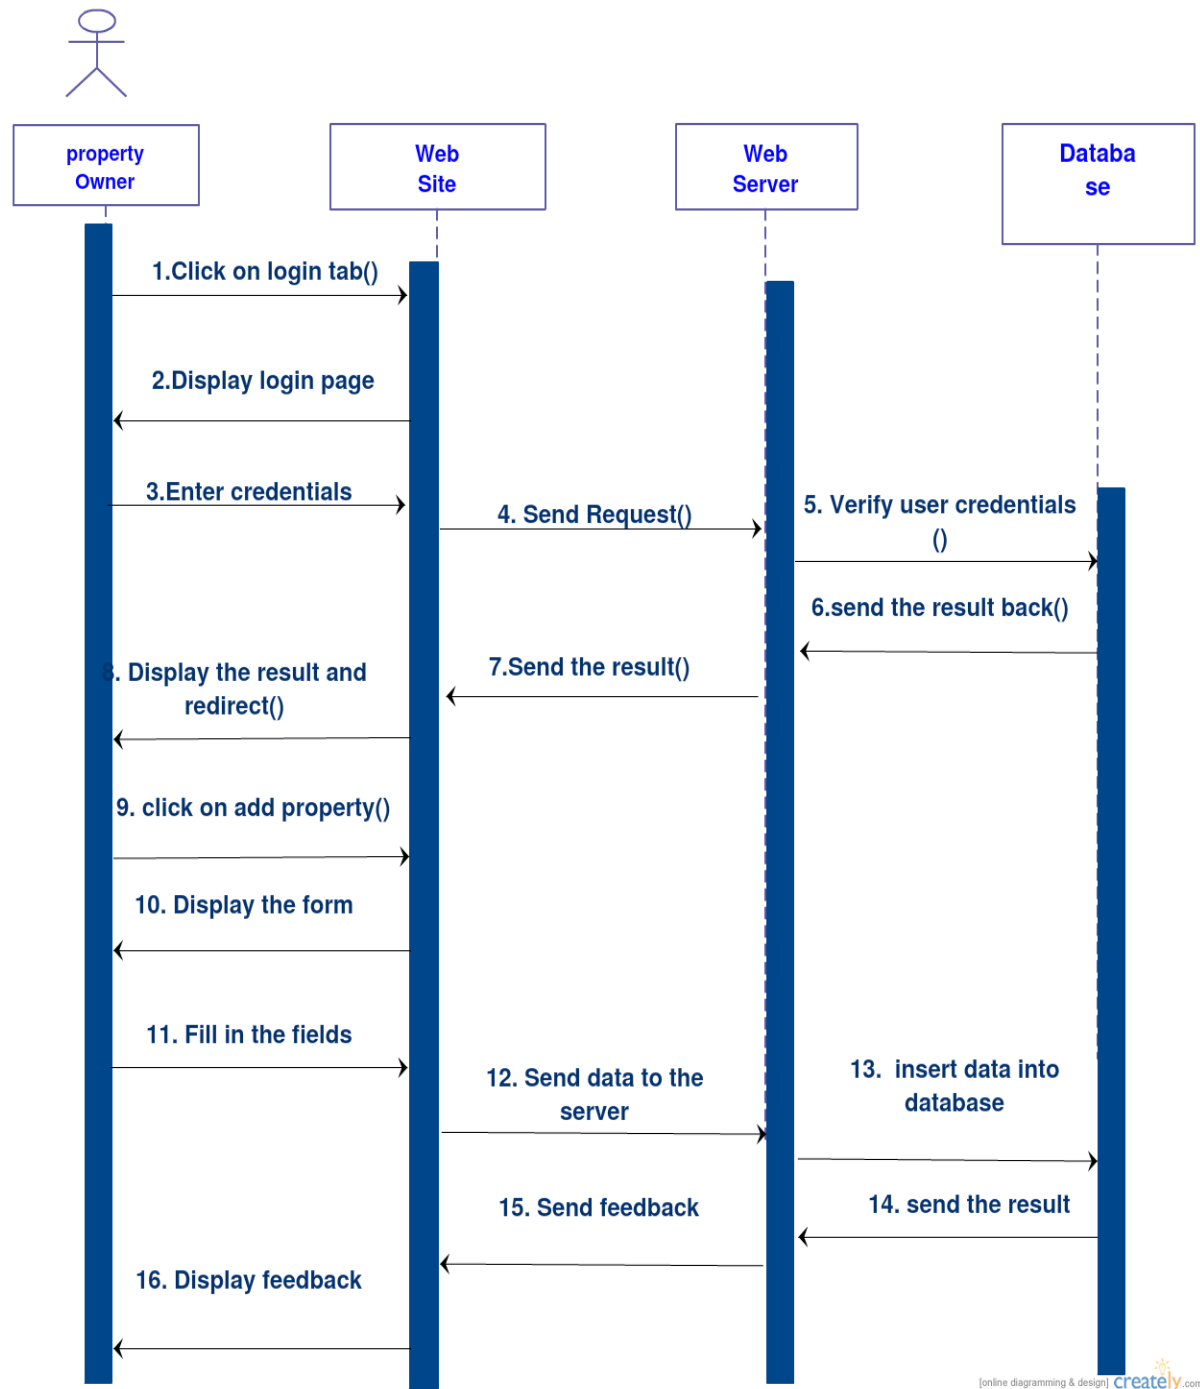 property
Owner
Web
Site
Web
Server
Databa
se
1.Click on login tab()
2.Display login page
3.Enter credentials
4. Send Request()
5. Verify user credentials
()
6.send the result back()
7.Send the result()
8. Display the result and
redirect()
9. click on add property()
10. Display the form
11. Fill in the fields
12. Send data to the
server
13. insert data into
database
14. send the result
15. Send feedback
16. Display feedback
[online diagramming & design] creately.com